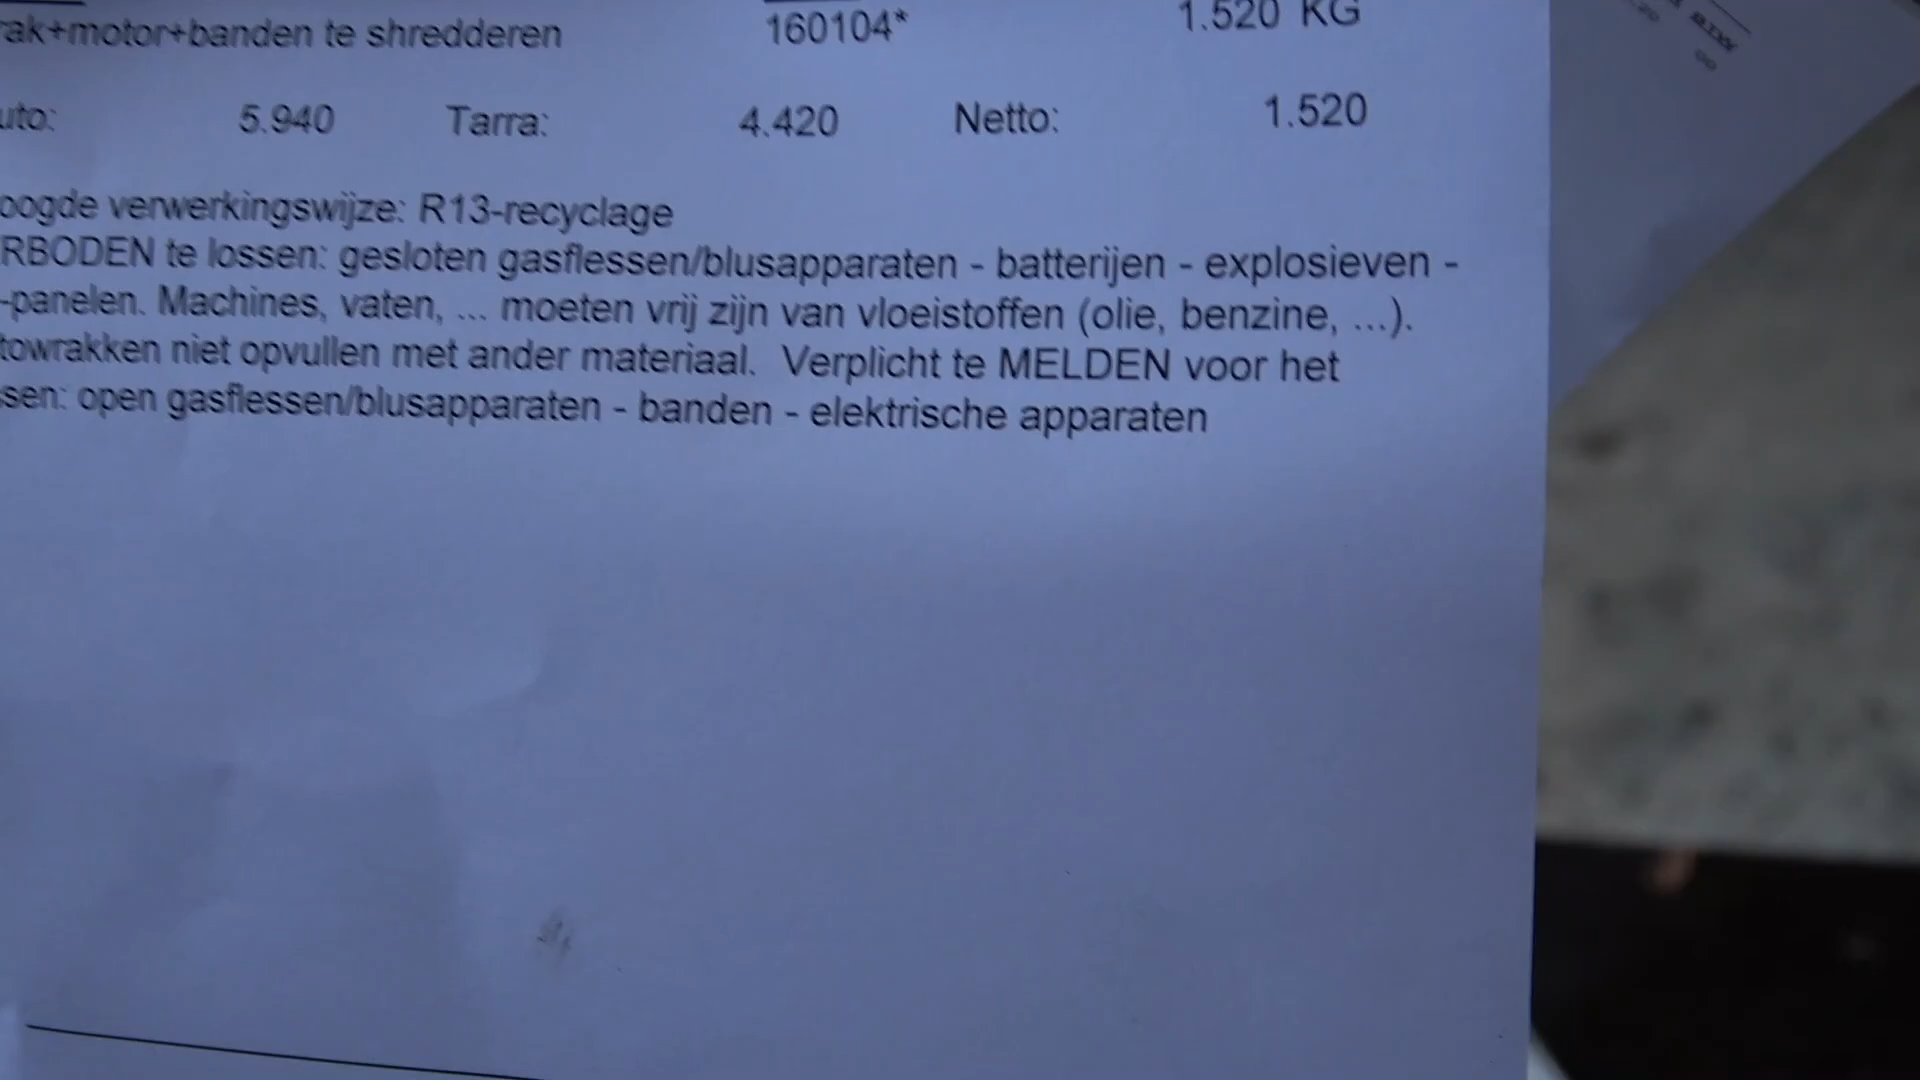 rak+motor+banden te shredderen 160104* 1.520 KG
uto: 5.940 Tarra: 4.420 Netto: 1.520
oogde verwerkingswijze: R13-recyclage
RBODEN te lossen: gesloten gasflessen/blusapparaten - batterijen - explosieven -
-panelen. Machines, vaten, ... moeten vrij zijn van vloeistoffen (olie, benzine, ...).
towrakken niet opvullen met ander materiaal. Verplicht te MELDEN voor het
ssen: open gasflessen/blusapparaten - banden - elektrische apparaten